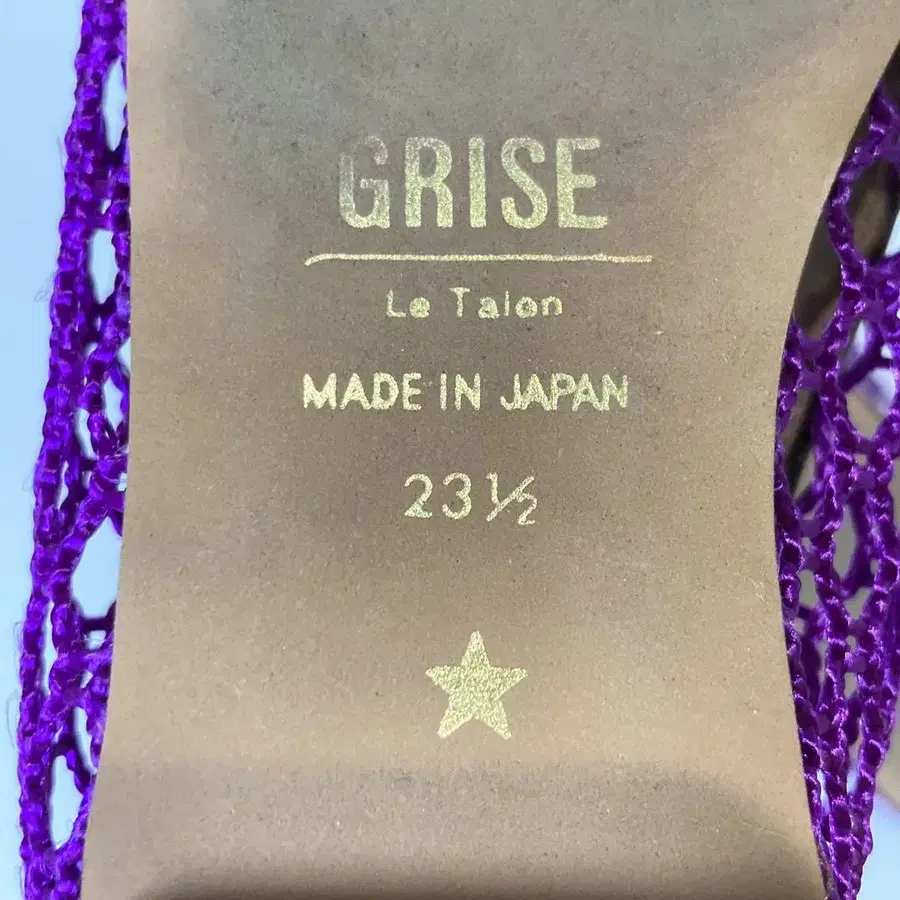 GRISE
Le Talon
MADE IN JAPAN
23½